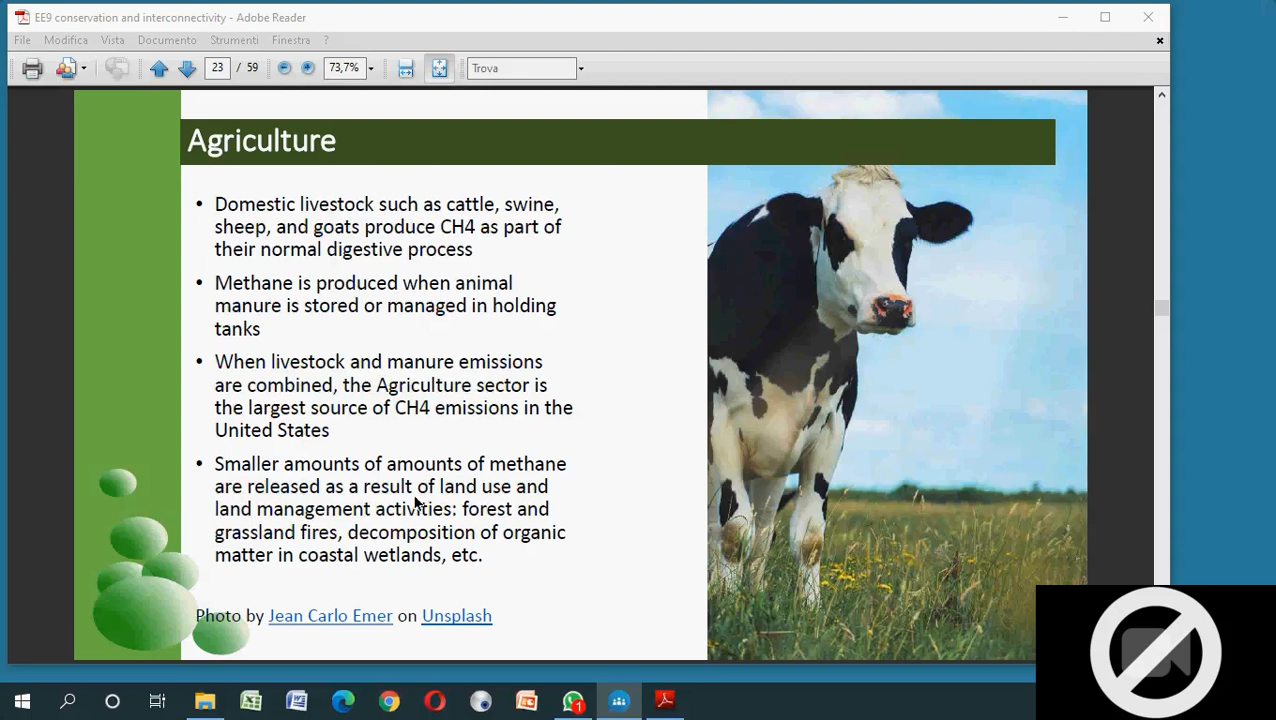 EE9 conservation and interconnectivity - Adobe Reader
File Modifica Vista Documento Strumenti Finestra ?
23 / 59 73,7% Trova
Agriculture
• Domestic livestock such as cattle, swine,
sheep, and goats produce CH4 as part of
their normal digestive process
• Methane is produced when animal
manure is stored or managed in holding
tanks
• When livestock and manure emissions
are combined, the Agriculture sector is
the largest source of CH4 emissions in the
United States
• Smaller amounts of amounts of methane
are released as a result of land use and
land management activities: forest and
grassland fires, decomposition of organic
matter in coastal wetlands, etc.
Photo by Jean Carlo Emer on Unsplash
1